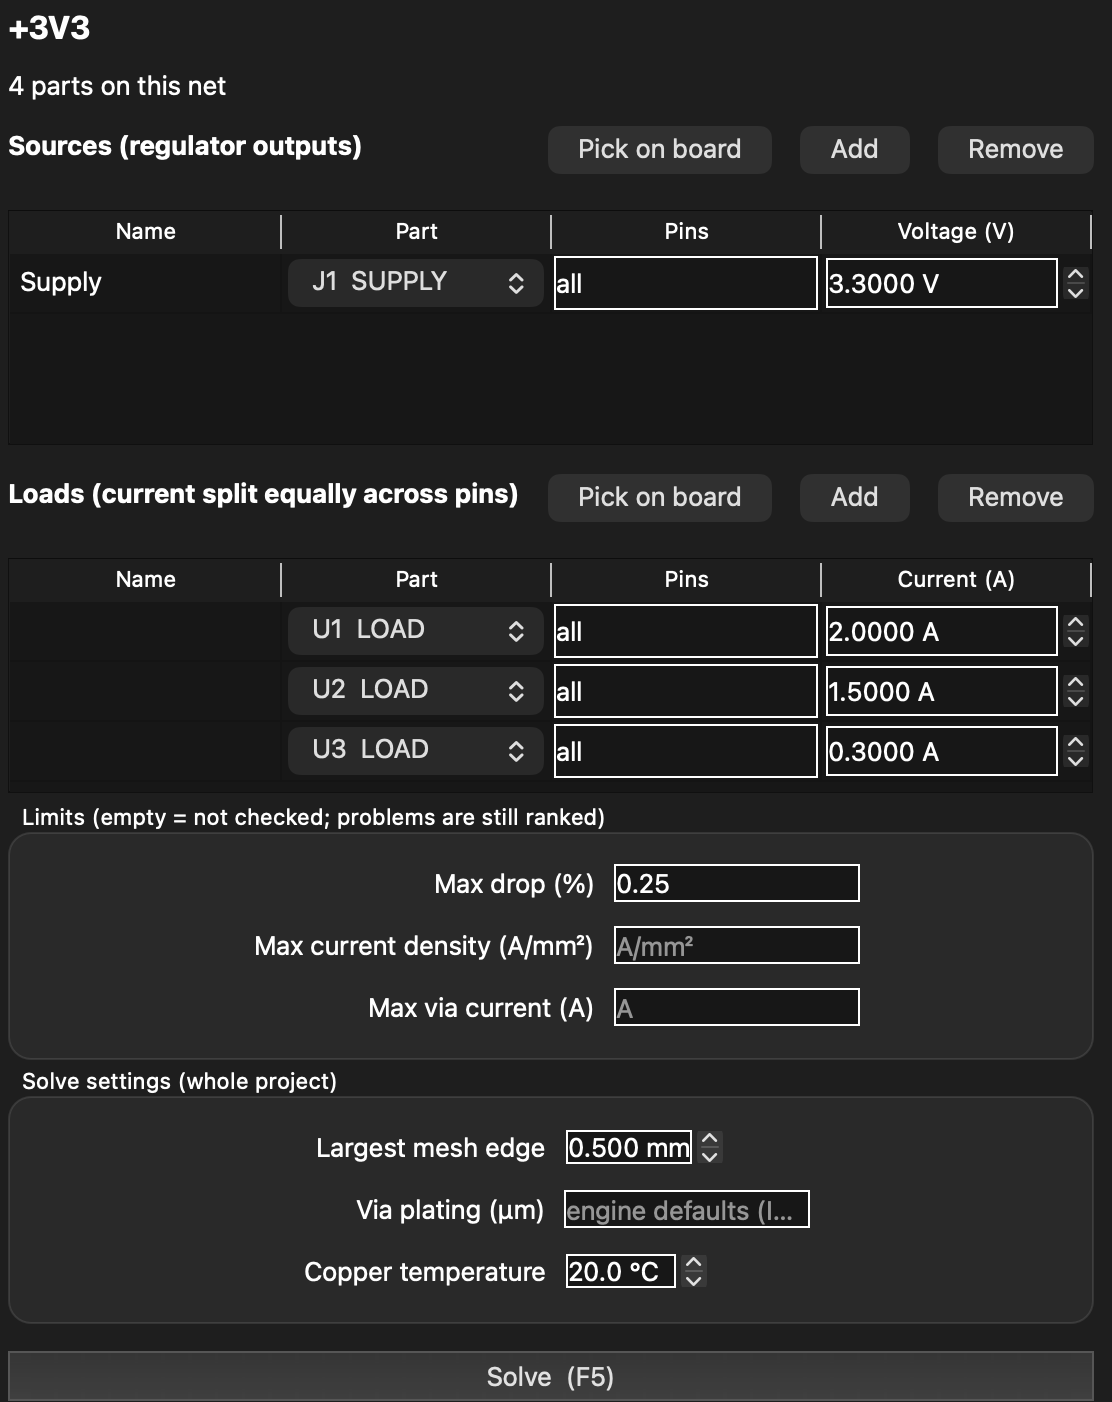 +3V3
4 parts on this net
Sources (regulator outputs) Pick on board Add Remove
Name Part Pins Voltage (V)
Supply J1 SUPPLY all 3.3000 V
Loads (current split equally across pins) Pick on board Add Remove
Name Part Pins Current (A)
U1 LOAD all 2.0000 A
U2 LOAD all 1.5000 A
U3 LOAD all 0.3000 A
Limits (empty = not checked; problems are still ranked)
Max drop (%) 0.25
Max current density (A/mm²) A/mm²
Max via current (A) A
Solve settings (whole project)
Largest mesh edge 0.500 mm
Via plating (µm) engine defaults (I...
Copper temperature 20.0 °C
Solve (F5)